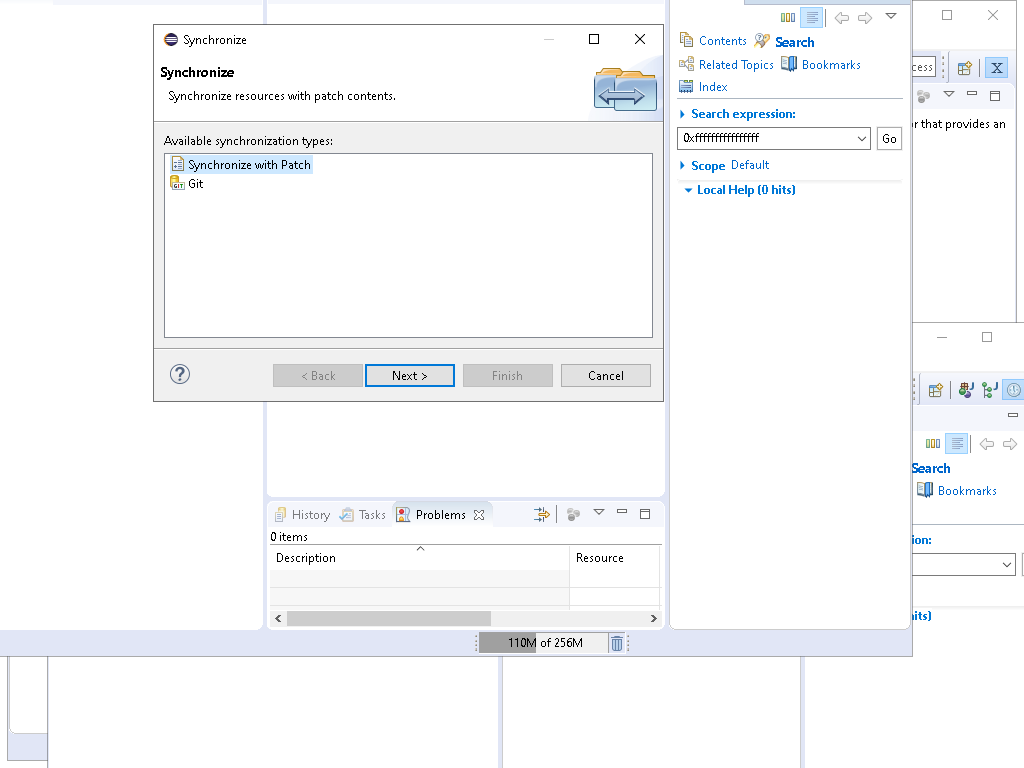 Synchronize
Synchronize
Synchronize resources with patch contents.
Available synchronization types:
Synchronize with Patch
Git
< Back
Next >
Finish
Cancel
Contents
Search
Related Topics
Bookmarks
Index
Search expression:
0xffffffffffffffff
Go
Scope Default
Local Help (0 hits)
cess
r that provides an
Search
Bookmarks
ion:
its)
History
Tasks
Problems
0 items
Description
Resource
110M of 256M